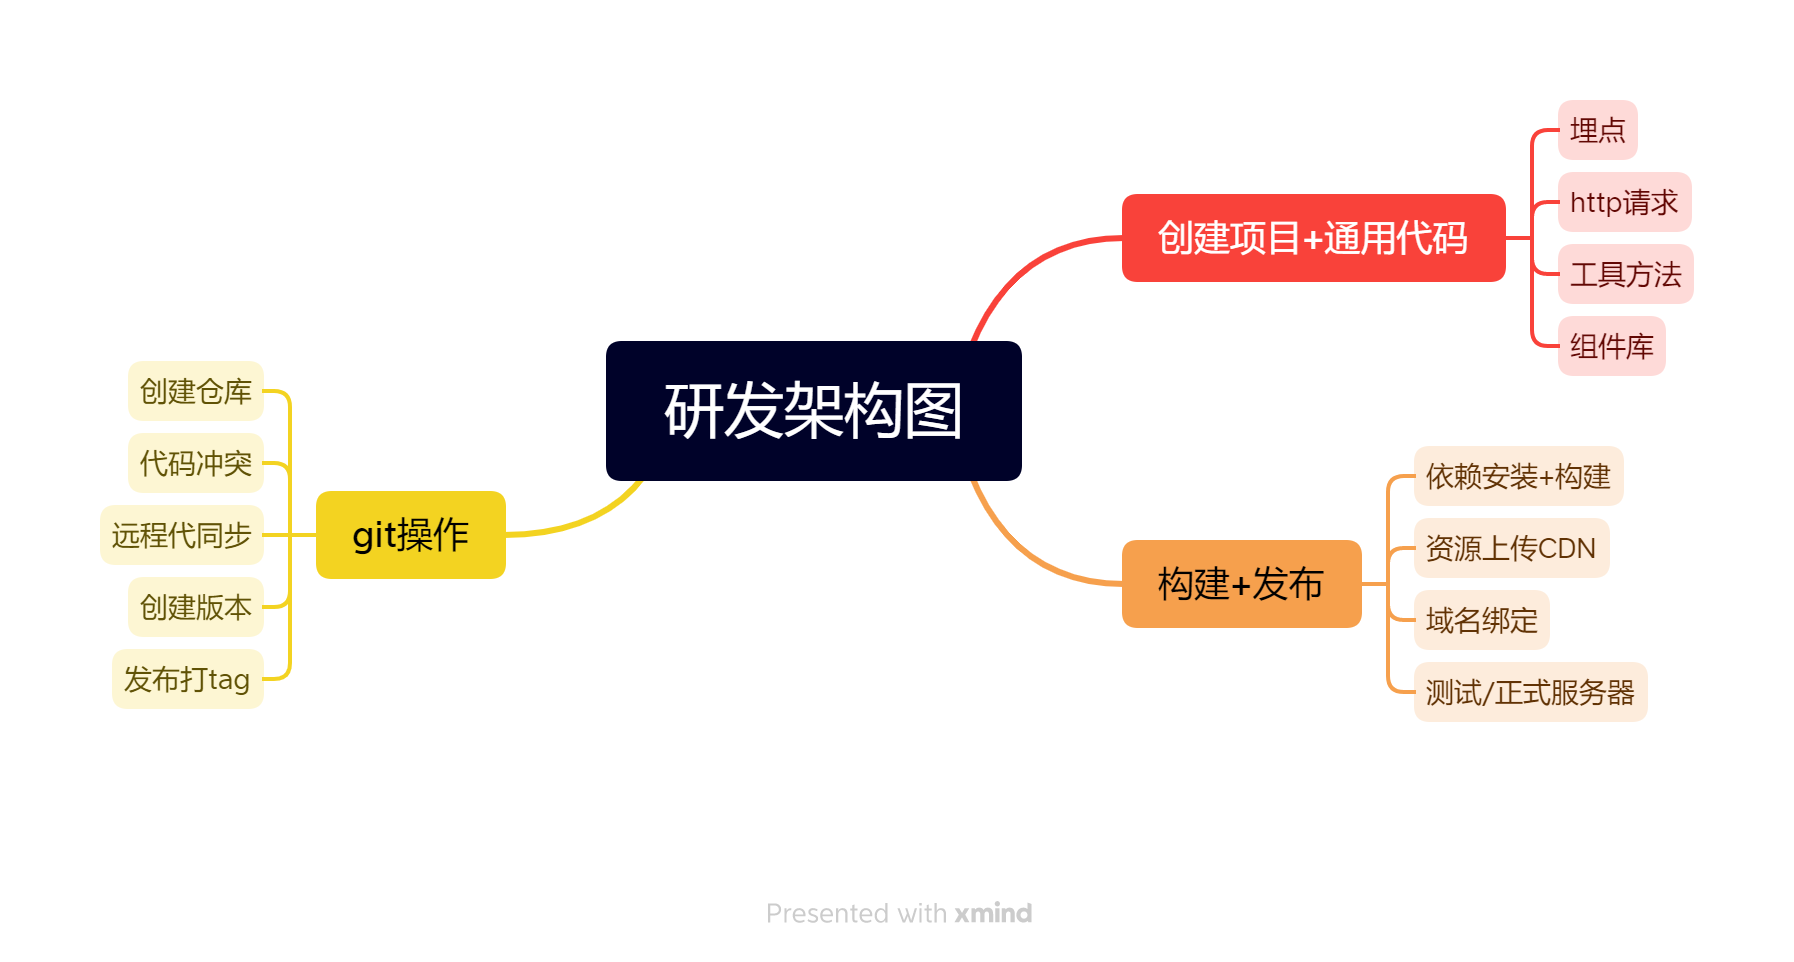 研发架构图
创建项目+通用代码
埋点
http请求
工具方法
组件库
构建+发布
依赖安装+构建
资源上传CDN
域名绑定
测试/正式服务器
git操作
创建仓库
代码冲突
远程代同步
创建版本
发布打tag
Presented with xmind